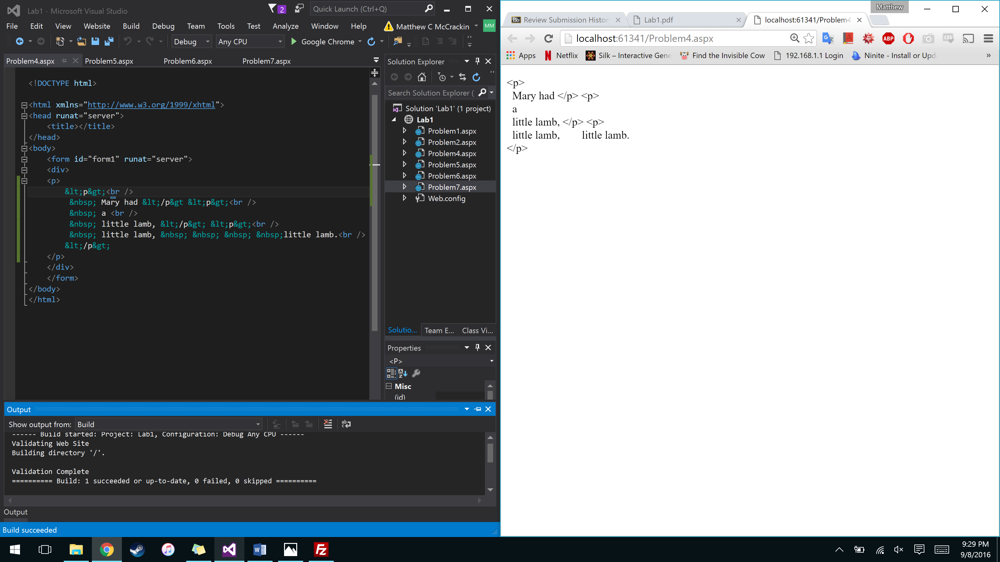 Lab1 - Microsoft Visual Studio
2
Quick Launch (Ctrl+Q)
File Edit View Website Build Debug Team Tools Test Analyze Window Help Matthew C McCrackin MM
Debug Any CPU Google Chrome
Problem4.aspx Problem5.aspx Problem6.aspx Problem7.aspx
<!DOCTYPE html>
<html xmlns="http://www.w3.org/1999/xhtml">
<head runat="server">
<title></title>
</head>
<body>
<form id="form1" runat="server">
<div>
<p>
&lt;p&gt;<br />
&nbsp; Mary had &lt;/p&gt &lt;p&gt;<br />
&nbsp; a <br />
&nbsp; little lamb, &lt;/p&gt; &lt;p&gt;<br />
&nbsp; little lamb, &nbsp; &nbsp; &nbsp; &nbsp;little lamb.<br />
&lt;/p&gt;
</p>
</div>
</form>
</body>
</html>
Solution Explorer
Search Solution Explorer (
Solution 'Lab1' (1 project)
Lab1
Problem1.aspx
Problem2.aspx
Problem4.aspx
Problem5.aspx
Problem6.aspx
Problem7.aspx
Web.config
Solutio... Team E... Class Vi...
Properties
<P>
Misc
(id)
Output
Show output from: Build
------ Build started: Project: Lab1, Configuration: Debug Any CPU ------
Validating Web Site
Building directory '/'.
Validation Complete
========== Build: 1 succeeded or up-to-date, 0 failed, 0 skipped ==========
Output
Build succeeded
Matthew
Bb Review Submission History Lab1.pdf localhost:61341/Problem4
localhost:61341/Problem4.aspx
ABP CSS
Apps Netflix Silk – Interactive Gene Find the Invisible Cow 192.168.1.1 Login Ninite - Install or Upd »
<p>
Mary had </p> <p>
a
little lamb, </p> <p>
little lamb, little lamb.
</p>
9:29 PM
9/8/2016